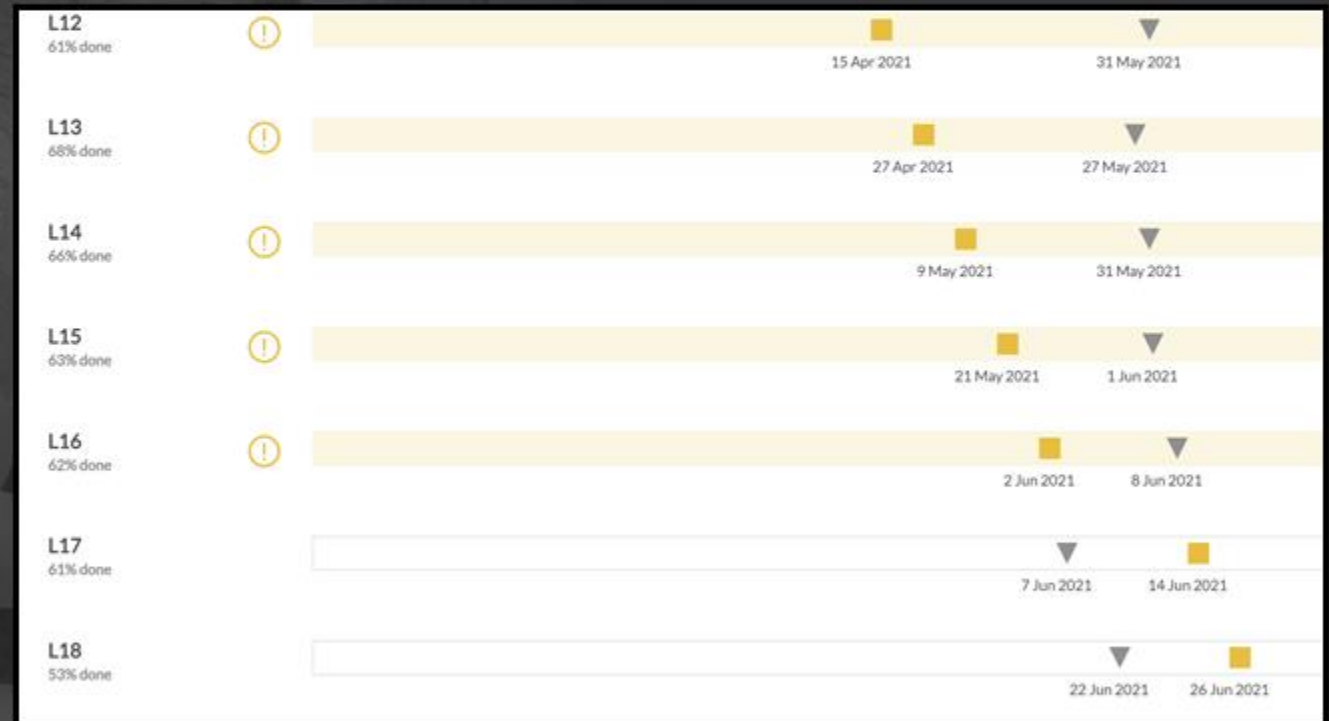 L12
61% done
15 Apr 2021 31 May 2021
L13
68% done
27 Apr 2021 27 May 2021
L14
66% done
9 May 2021 31 May 2021
L15
63% done
21 May 2021 1 Jun 2021
L16
62% done
2 Jun 2021 8 Jun 2021
L17
61% done
7 Jun 2021 14 Jun 2021
L18
53% done
22 Jun 2021 26 Jun 2021